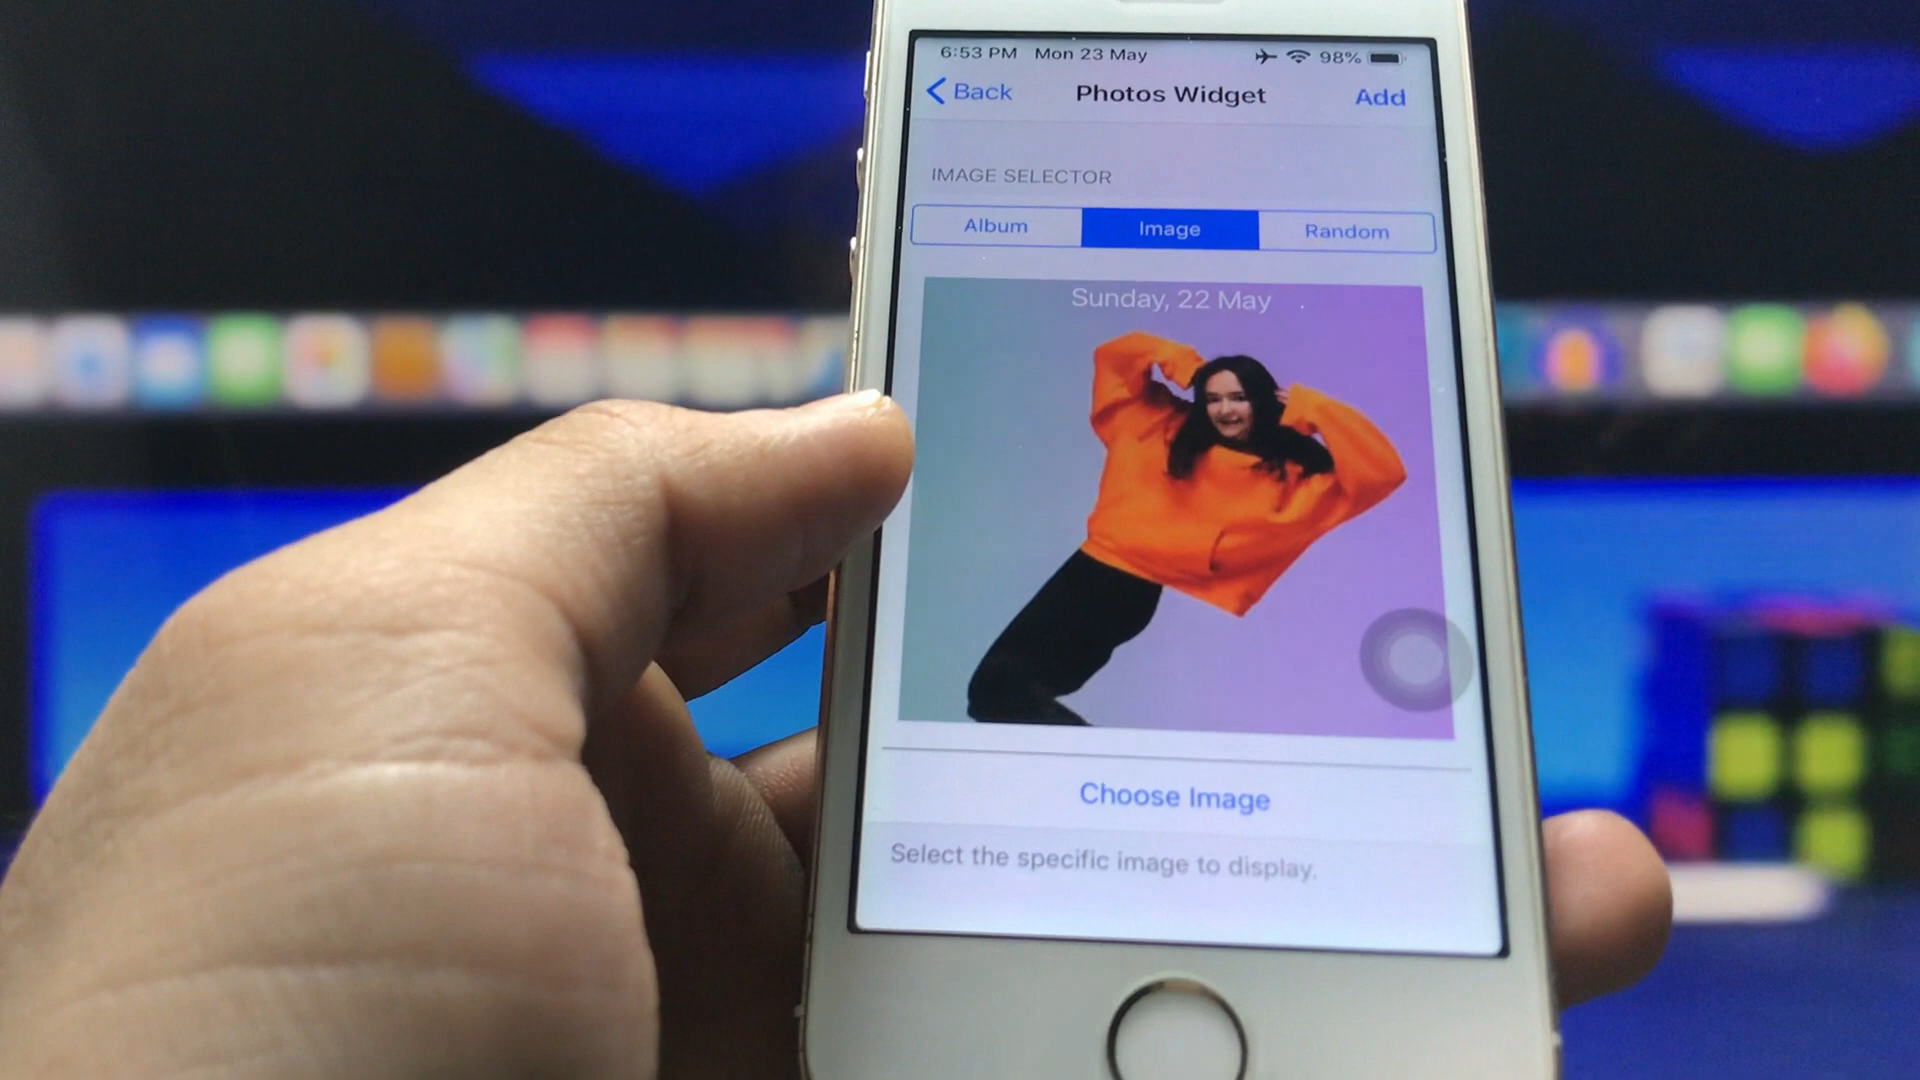 6:53 PM Mon 23 May 98%
Back Photos Widget Add
IMAGE SELECTOR
Album Image Random
Sunday, 22 May
Choose Image
Select the specific image to display.